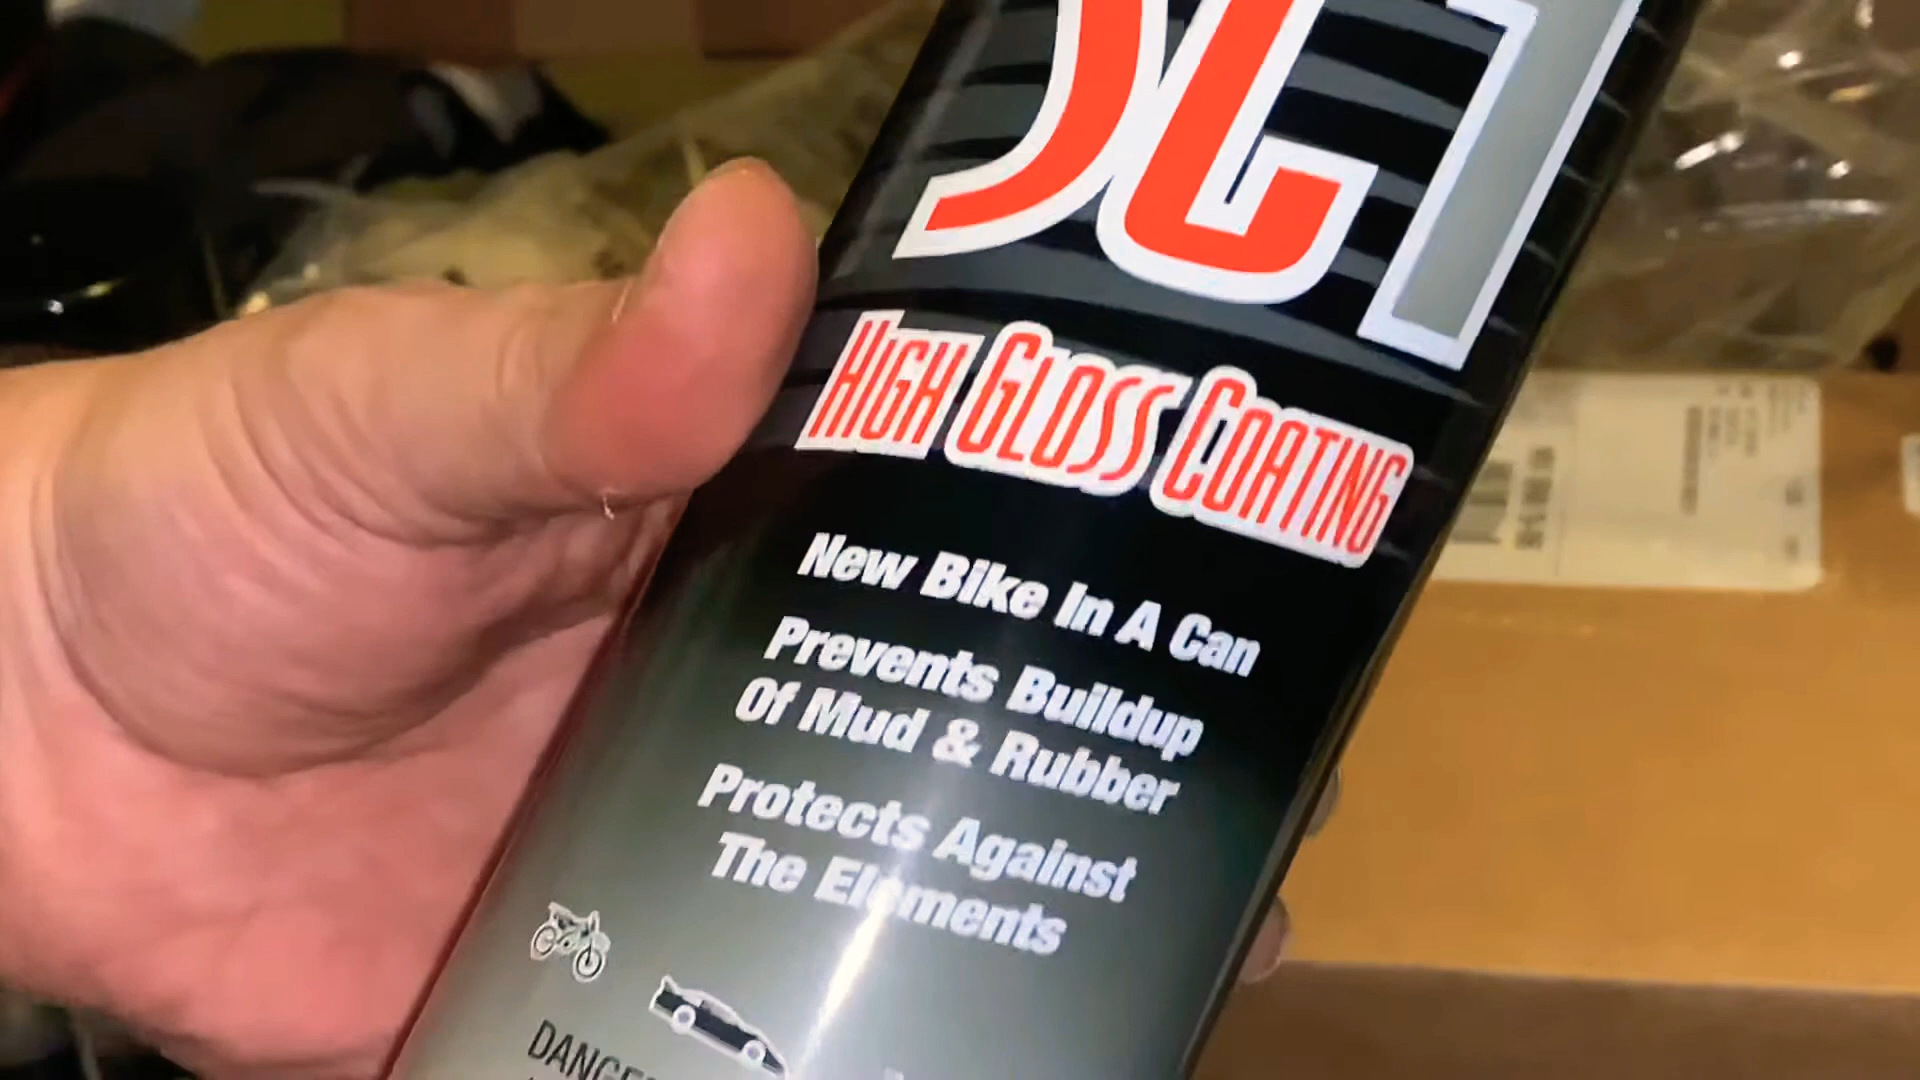 SC1
HIGH GLOSS COATING
New Bike In A Can
Prevents Buildup
Of Mud & Rubber
Protects Against
The Elements